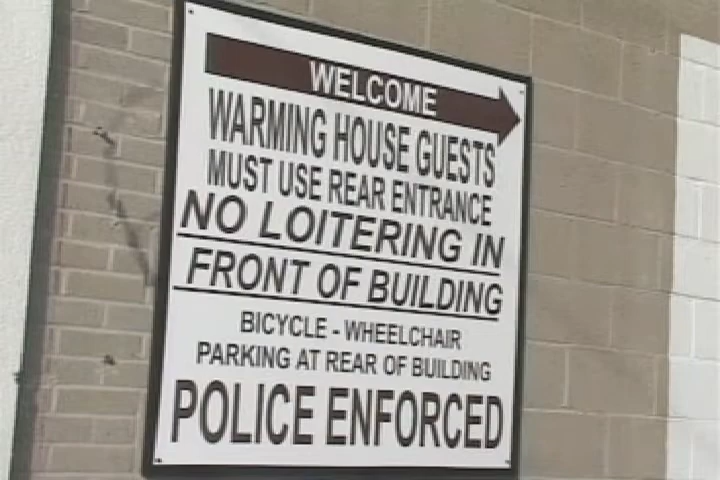 WELCOME
WARMING HOUSE GUESTS
MUST USE REAR ENTRANCE
NO LOITERING IN
FRONT OF BUILDING
BICYCLE - WHEELCHAIR
PARKING AT REAR OF BUILDING
POLICE ENFORCED